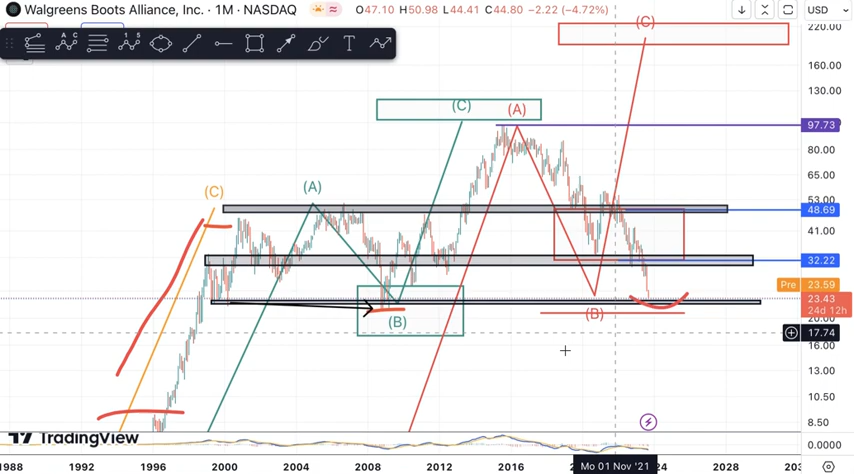 Walgreens Boots Alliance, Inc. · 1M · NASDAQ O47.10 H50.98 L44.41 C44.80 −2.22 (−4.72%) USD
(C) 220.00
160.00
130.00
(C) (A)
97.73
80.00
65.00
(C) (A) 53.00
48.69
41.00
32.22
Pre 23.59
23.43
24d 12h
(B) (B) 20.00
17.74
16.00
13.00
10.50
8.50
TradingView 0.0000
1988 1992 1996 2000 2004 2008 2012 2016 Mo 01 Nov '21 2024 2028